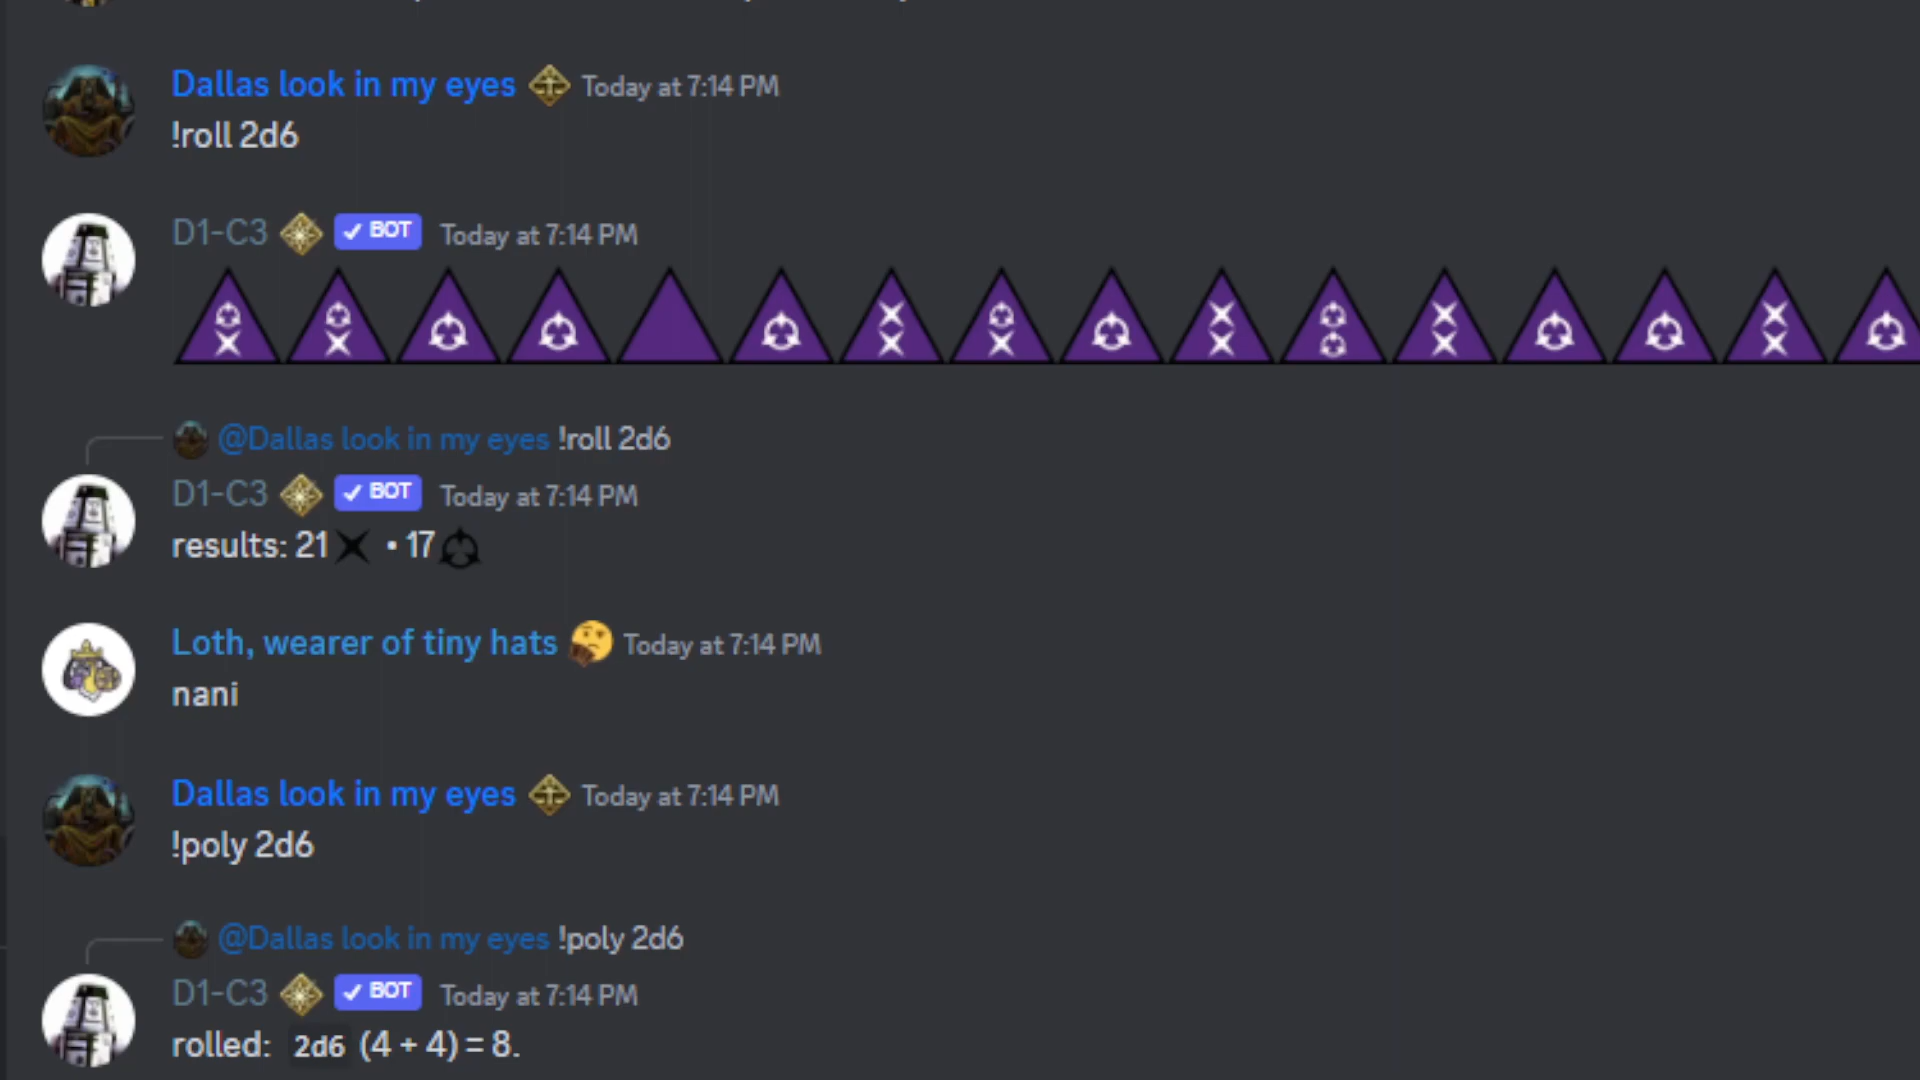 Dallas look in my eyes Today at 7:14 PM
!roll 2d6
D1-C3 ✓ BOT Today at 7:14 PM
@Dallas look in my eyes !roll 2d6
D1-C3 ✓ BOT Today at 7:14 PM
results: 21 • 17
Loth, wearer of tiny hats 🤔 Today at 7:14 PM
nani
Dallas look in my eyes Today at 7:14 PM
!poly 2d6
@Dallas look in my eyes !poly 2d6
D1-C3 ✓ BOT Today at 7:14 PM
rolled: 2d6 (4 + 4) = 8.